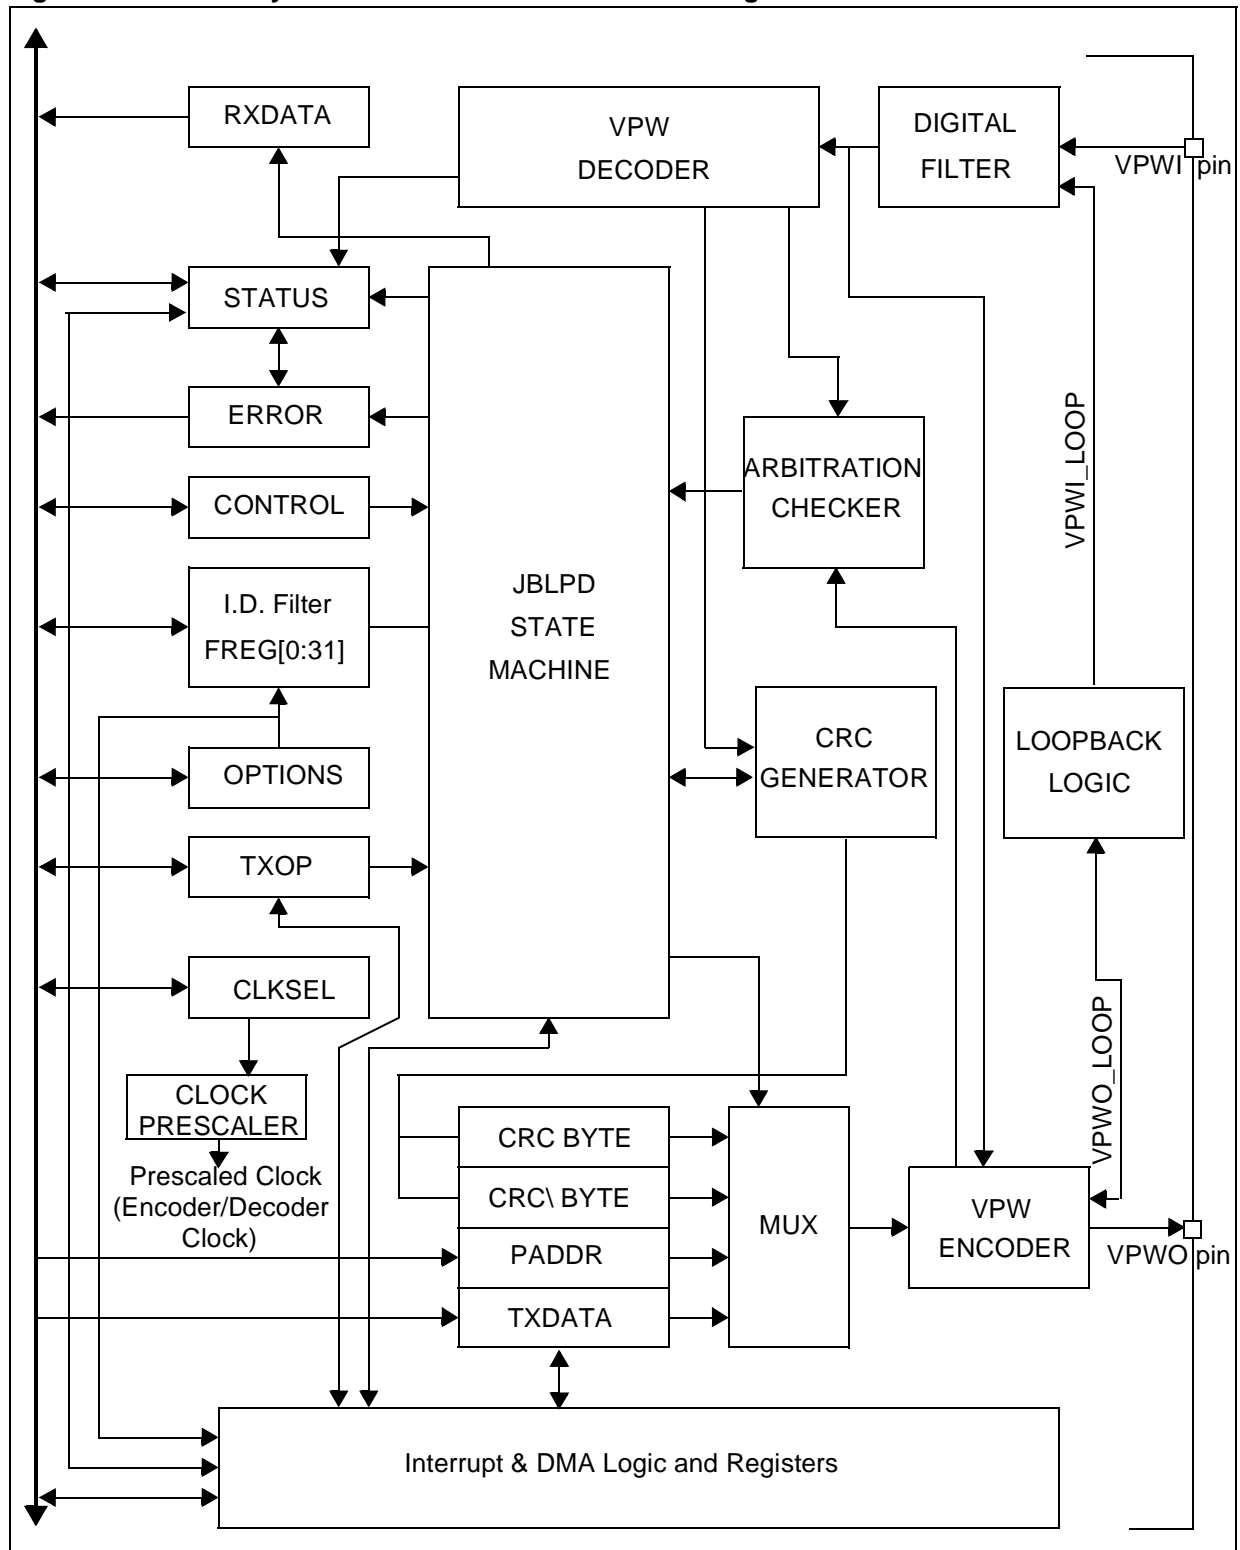 RXDATA
VPW
DECODER
DIGITAL
FILTER
VPWI pin
STATUS
ERROR
CONTROL
I.D. Filter
FREG[0:31]
OPTIONS
TXOP
CLKSEL
CLOCK
PRESCALER
Prescaled Clock
(Encoder/Decoder
Clock)
JBLPD
STATE
MACHINE
ARBITRATION
CHECKER
VPWI_LOOP
CRC
GENERATOR
LOOPBACK
LOGIC
VPWO_LOOP
CRC BYTE
CRC\ BYTE
PADDR
TXDATA
MUX
VPW
ENCODER
VPWO pin
Interrupt & DMA Logic and Registers